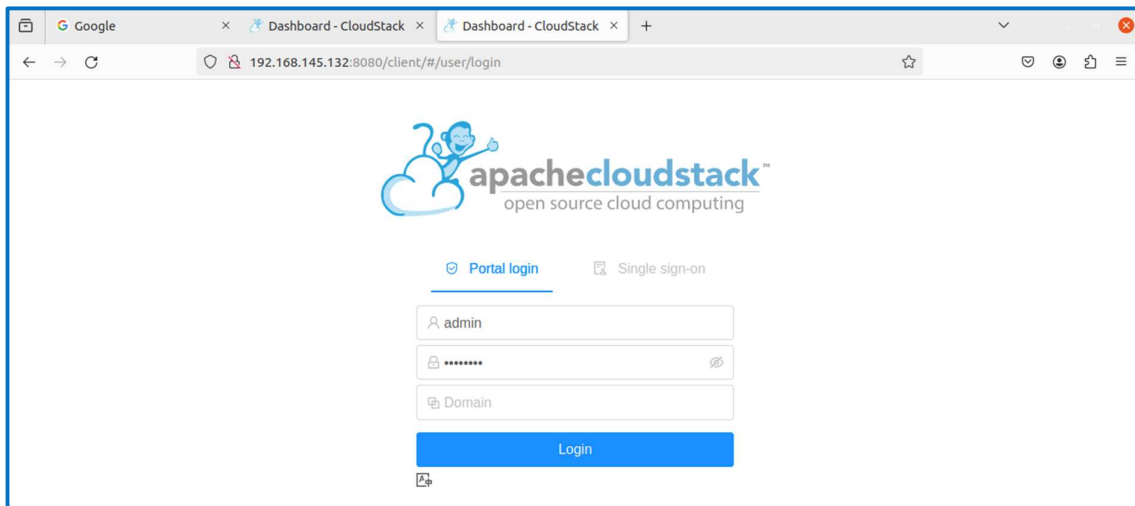 Google
Dashboard - CloudStack
Dashboard - CloudStack
192.168.145.132:8080/client/#/user/login
apachecloudstack™
open source cloud computing
Portal login
Single sign-on
admin
••••••••
Domain
Login